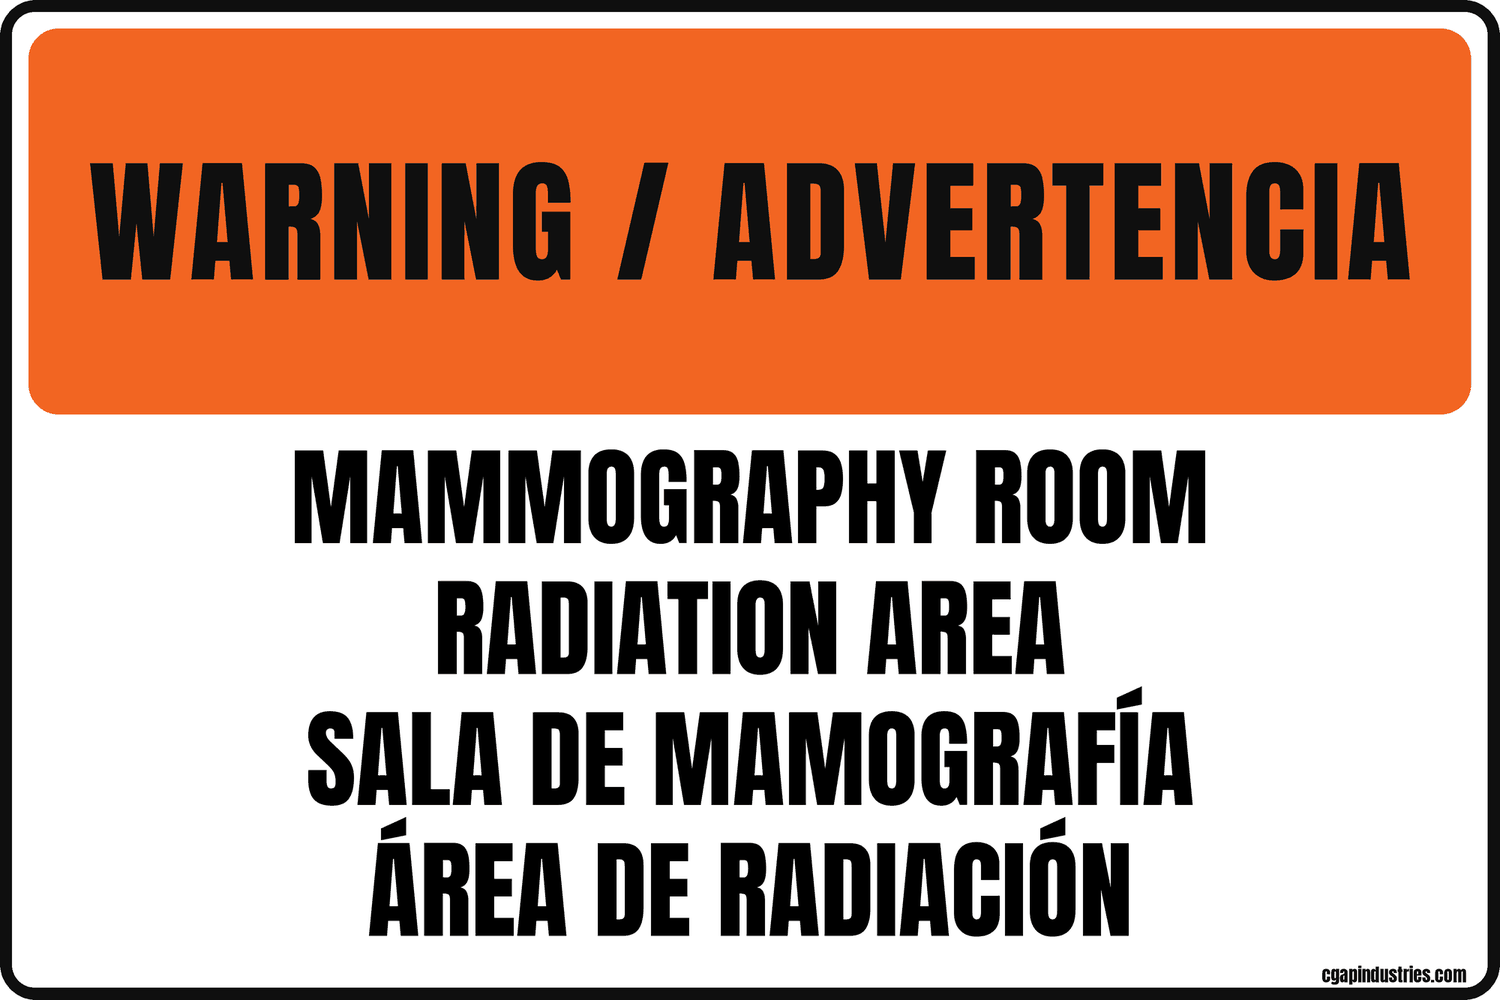 WARNING / ADVERTENCIA
MAMMOGRAPHY ROOM
RADIATION AREA
SALA DE MAMOGRAFÍA
ÁREA DE RADIACIÓN
cgapindustries.com